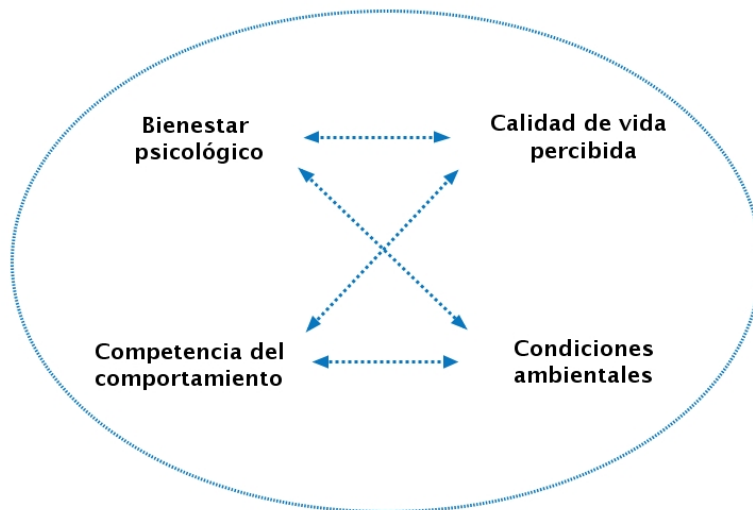 Bienestar
psicológico
Calidad de vida
percibida
Competencia del
comportamiento
Condiciones
ambientales